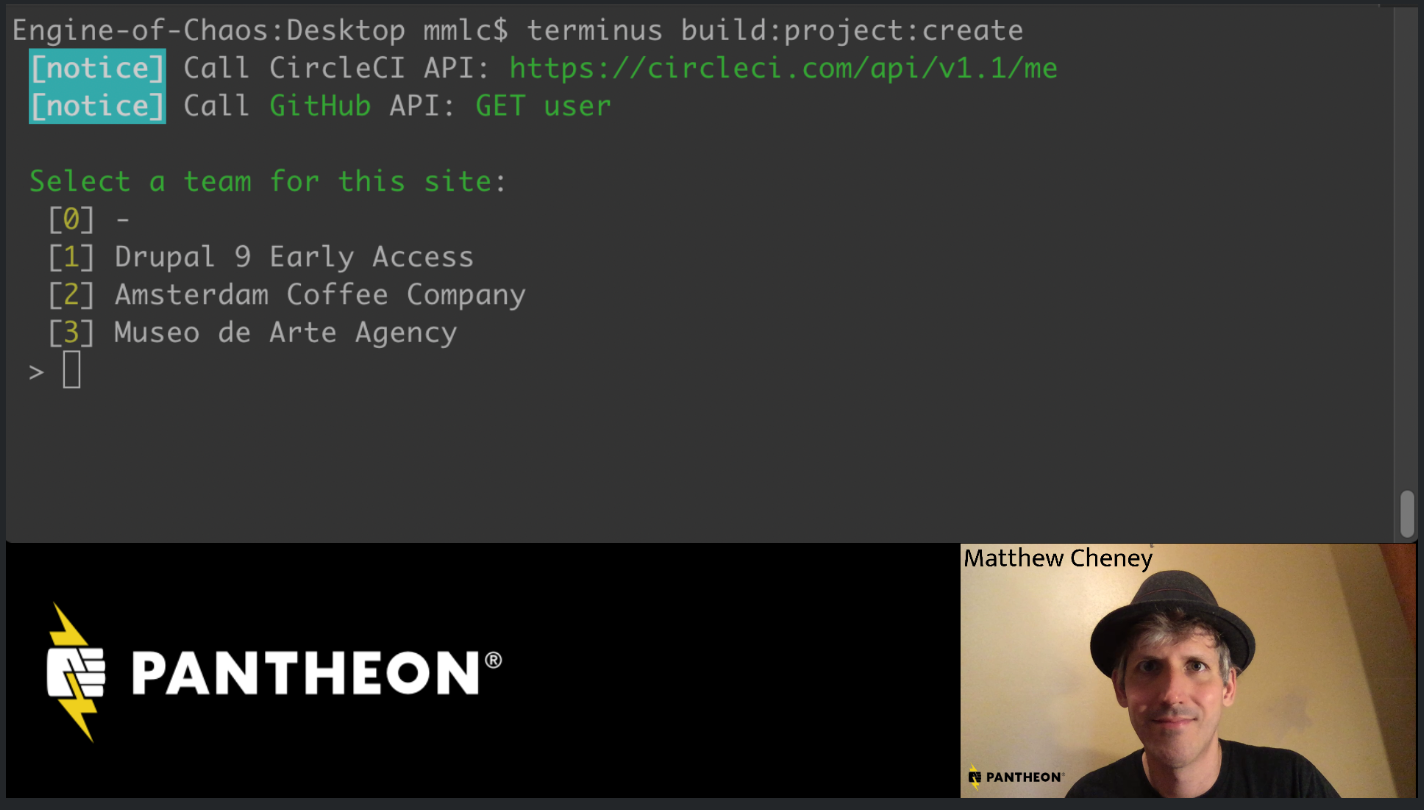 Engine-of-Chaos:Desktop mmlc$ terminus build:project:create
[notice] Call CircleCI API: https://circleci.com/api/v1.1/me
[notice] Call GitHub API: GET user
Select a team for this site:
[0] -
[1] Drupal 9 Early Access
[2] Amsterdam Coffee Company
[3] Museo de Arte Agency
>
PANTHEON®
Matthew Cheney
PANTHEON®